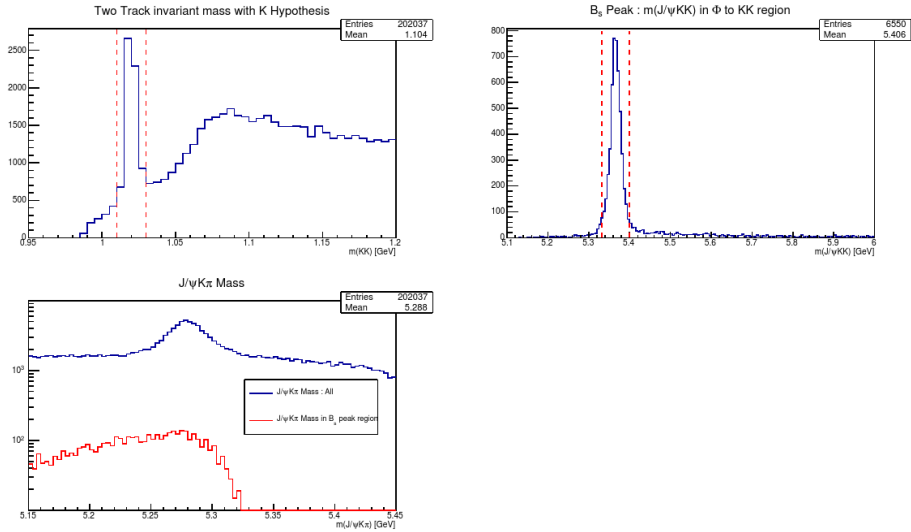 Two Track invariant mass with K Hypothesis
Entries 202037
Mean 1.104
2500
2000
1500
1000
500
0
0.95 1 1.05 1.1 1.15 1.2
m(KK) [GeV]
B_s Peak : m(J/ψKK) in Φ to KK region
Entries 6550
Mean 5.406
800
700
600
500
400
300
200
100
0
5.1 5.2 5.3 5.4 5.5 5.6 5.7 5.8 5.9 6
m(J/ψKK) [GeV]
J/ψKπ Mass
Entries 202037
Mean 5.288
10³
10²
J/ψKπ Mass : All
J/ψKπ Mass in B_s peak region
5.15 5.2 5.25 5.3 5.35 5.4 5.45
m(J/ψKπ) [GeV]